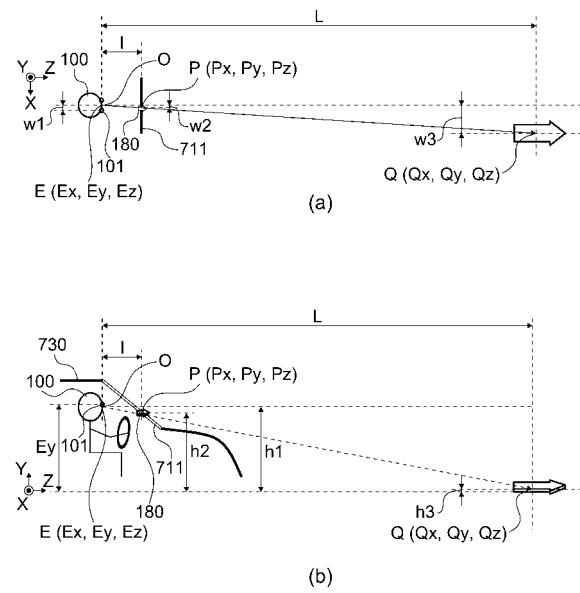 L
I
Y
Z
X
100
O
P (Px, Py, Pz)
w1
101
180
w2
711
w3
E (Ex, Ey, Ez)
Q (Qx, Qy, Qz)
(a)
L
730
I
O
100
P (Px, Py, Pz)
101
Ey
711
h2
h1
Y
Z
X
180
h3
E (Ex, Ey, Ez)
Q (Qx, Qy, Qz)
(b)